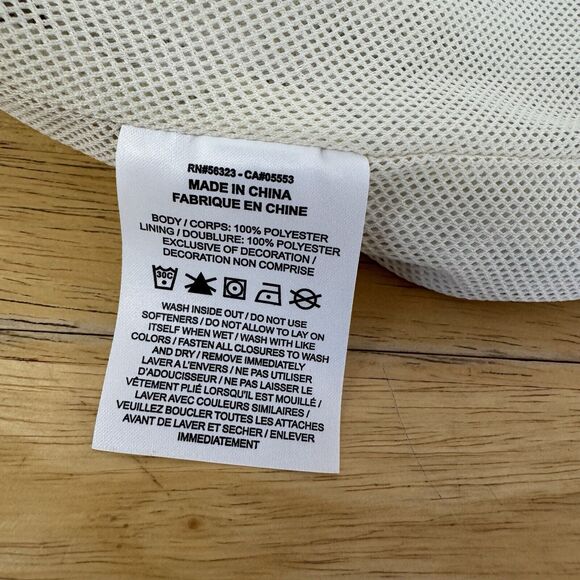 RN#56323 - CA#05553
MADE IN CHINA
FABRIQUE EN CHINE
BODY / CORPS: 100% POLYESTER
LINING / DOUBLURE: 100% POLYESTER
EXCLUSIVE OF DECORATION /
DECORATION NON COMPRISE
30C
WASH INSIDE OUT / DO NOT USE
SOFTENERS / DO NOT ALLOW TO LAY ON
ITSELF WHEN WET / WASH WITH LIKE
COLORS / FASTEN ALL CLOSURES TO WASH
AND DRY / REMOVE IMMEDIATELY
LAVER A L'ENVERS / NE PAS UTILISER
D'ADOUCISSEUR / NE PAS LAISSER LE
VÊTEMENT PLIÉ LORSQU'IL EST MOUILLÉ /
LAVER AVEC COULEURS SIMILAIRES /
VEUILLEZ BOUCLER TOUTES LES ATTACHES
AVANT DE LAVER ET SECHER / ENLEVER
IMMÉDIATEMENT